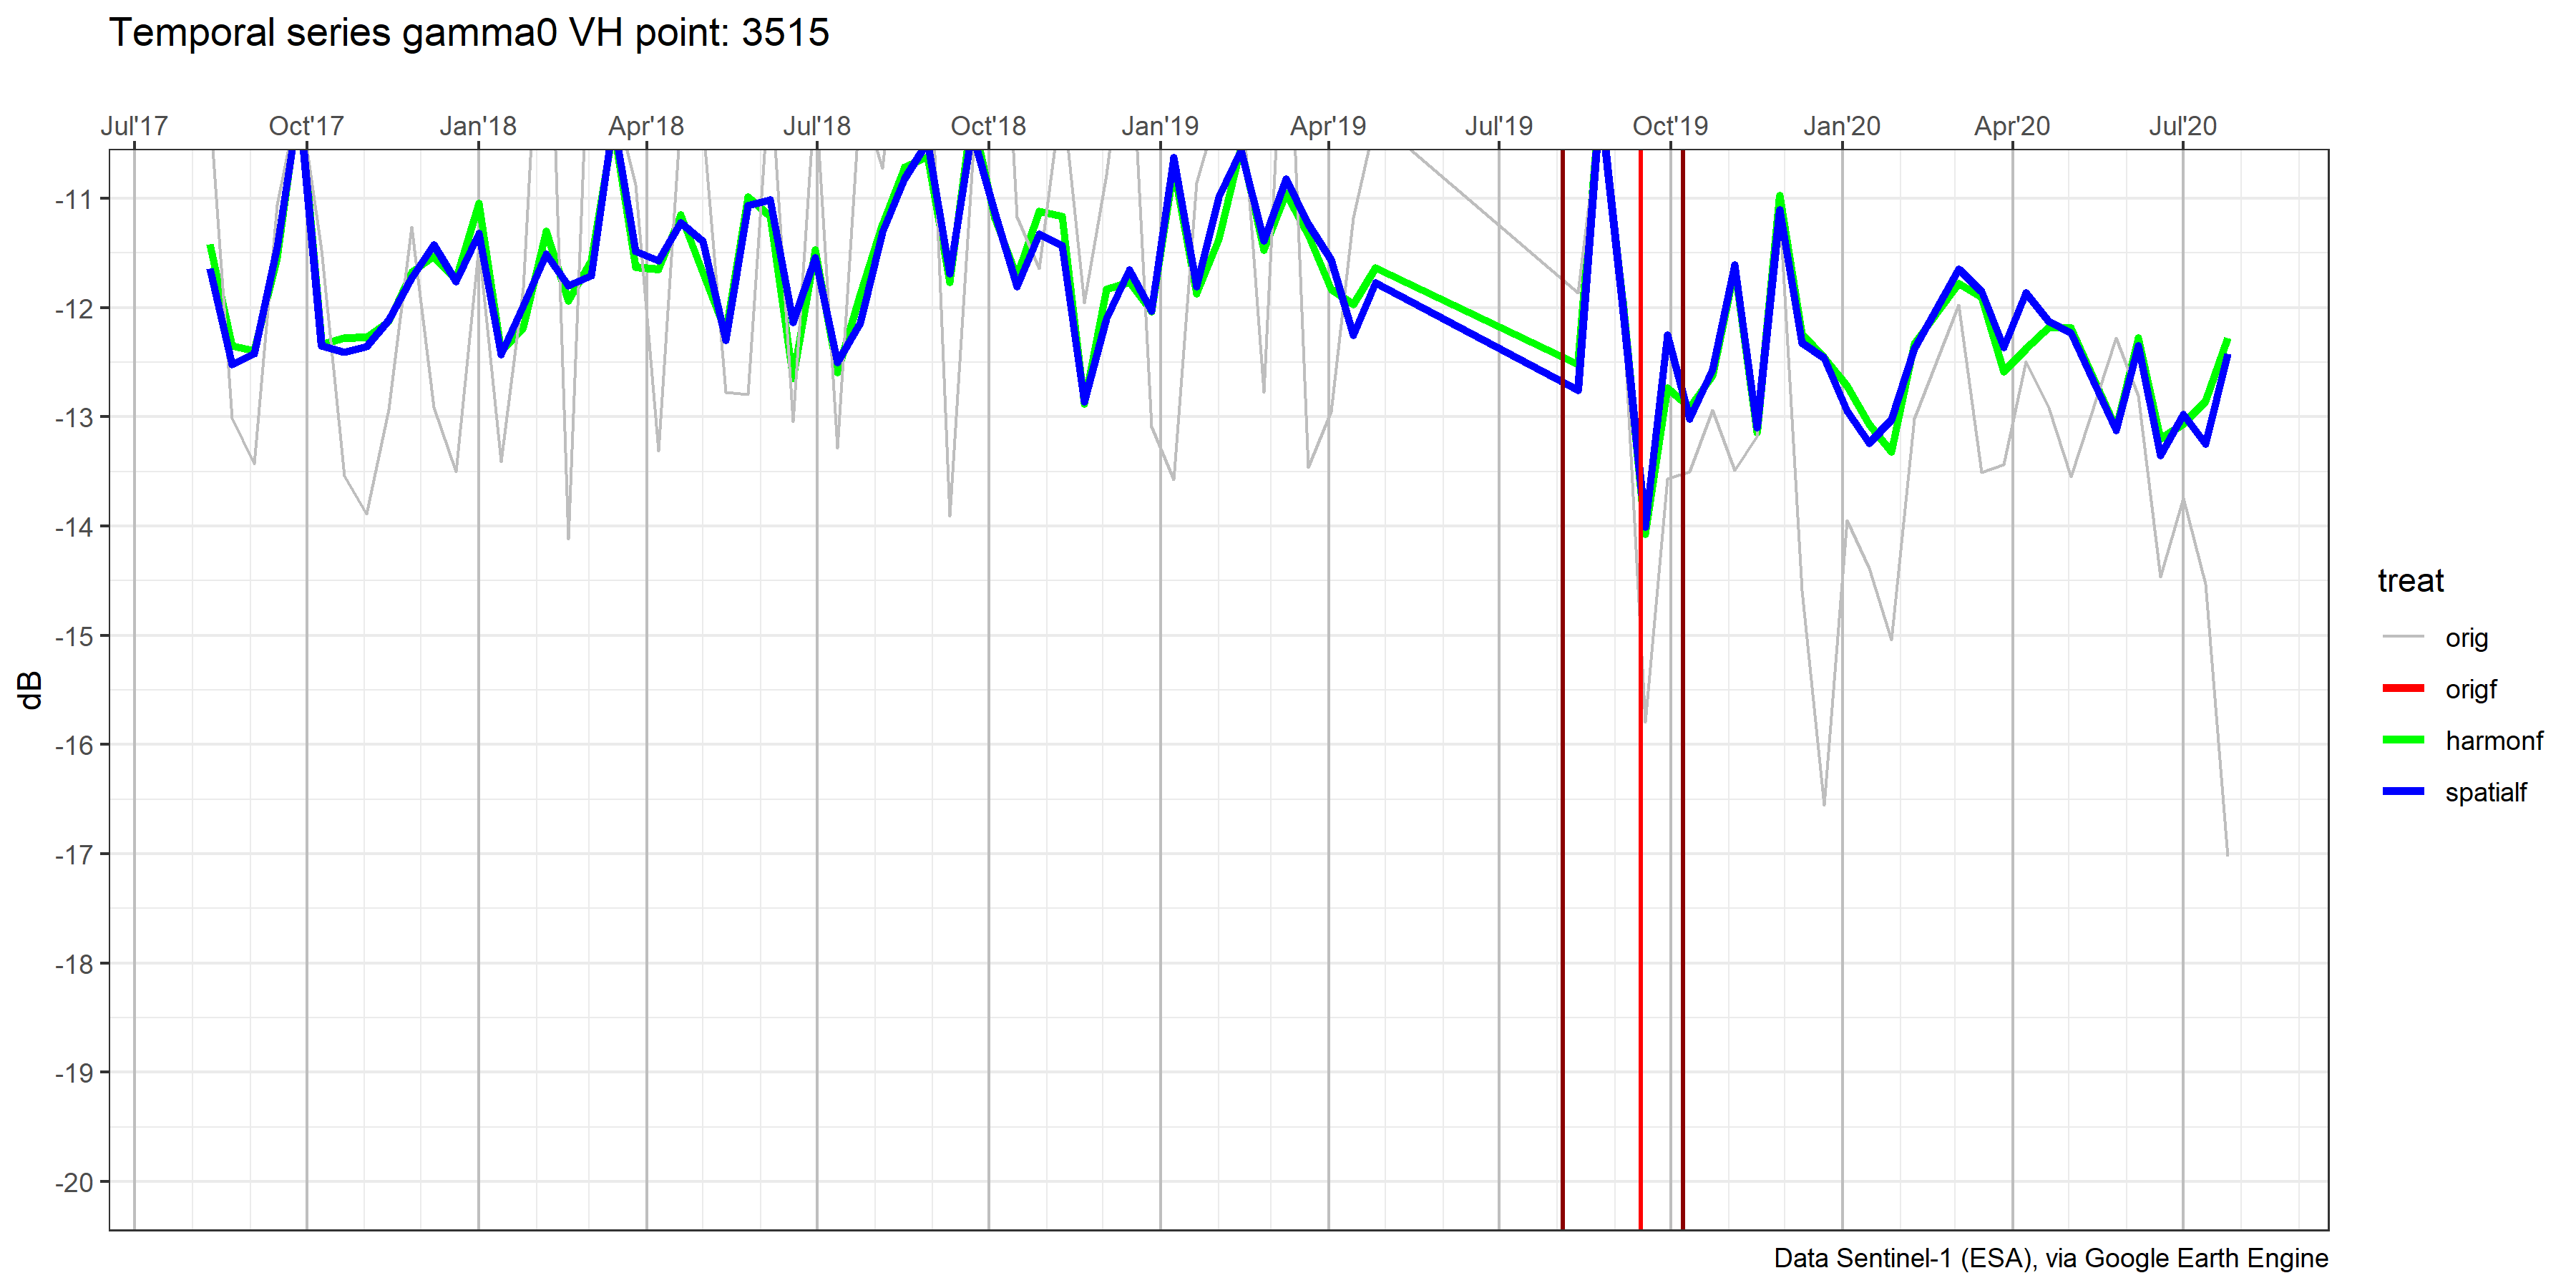 Temporal series gamma0 VH point: 3515
Jul'17 Oct'17 Jan'18 Apr'18 Jul'18 Oct'18 Jan'19 Apr'19 Jul'19 Oct'19 Jan'20 Apr'20 Jul'20
-11
-12
-13
-14
-15
-16
-17
-18
-19
-20
dB
treat
orig
origf
harmonf
spatialf
Data Sentinel-1 (ESA), via Google Earth Engine